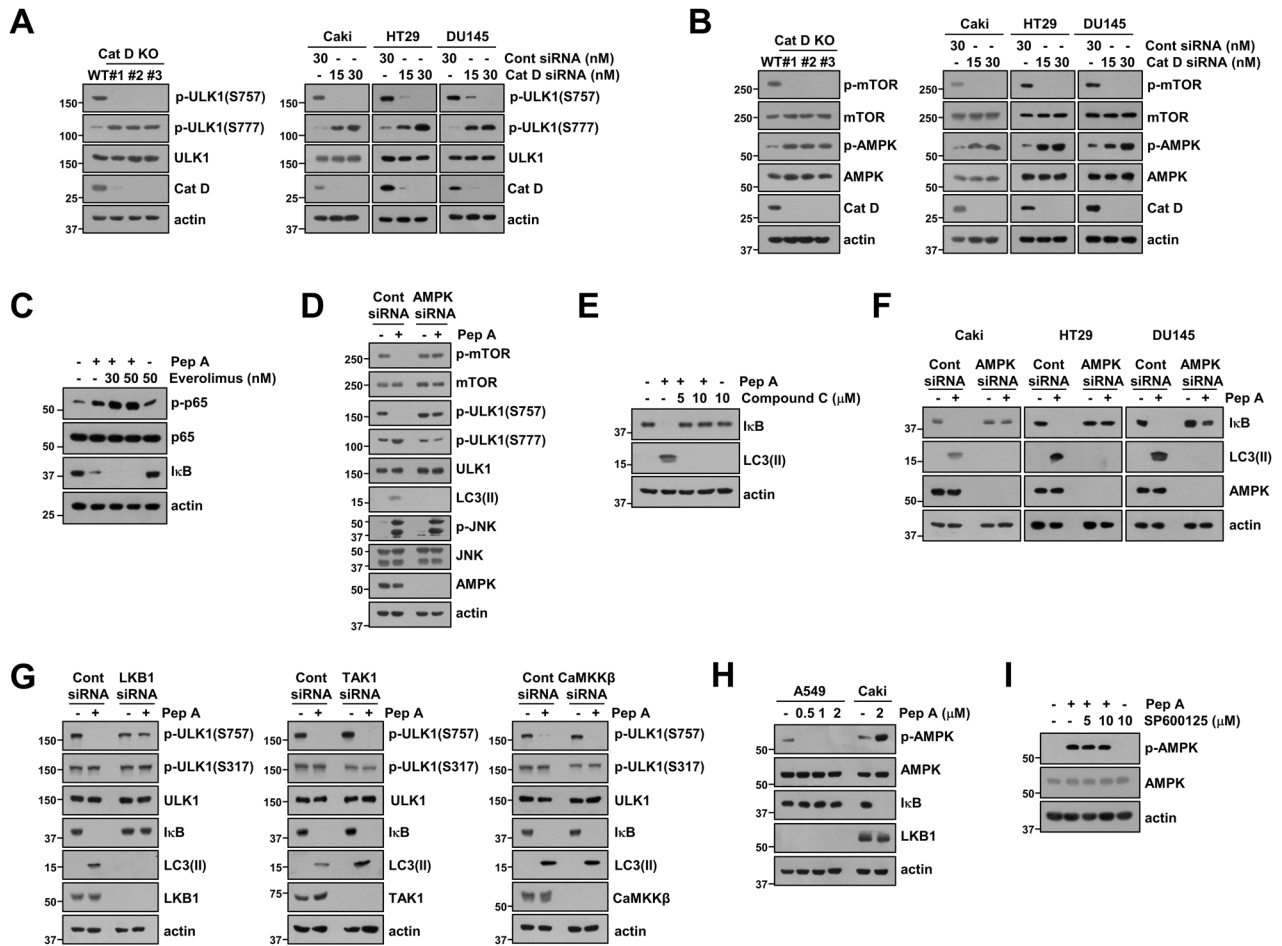 A
Cat D KO
WT #1 #2 #3
150
p-ULK1(S757)
100
p-ULK1(S777)
150
ULK1
25
Cat D
37
actin
Caki HT29 DU145
30 - - 30 - - 30 - - Cont siRNA (nM)
- 15 30 - 15 30 - 15 30 Cat D siRNA (nM)
p-ULK1(S757)
p-ULK1(S777)
ULK1
Cat D
actin
B
Cat D KO
WT #1 #2 #3
250
p-mTOR
250
mTOR
50
p-AMPK
50
AMPK
25
Cat D
37
actin
Caki HT29 DU145
30 - - 30 - - 30 - - Cont siRNA (nM)
- 15 30 - 15 30 - 15 30 Cat D siRNA (nM)
250
p-mTOR
250
mTOR
50
p-AMPK
50
AMPK
25
Cat D
37
actin
C
- + + + - Pep A
- - 30 50 50 Everolimus (nM)
50
p-p65
50
p65
37
IκB
25
actin
D
Cont siRNA AMPK siRNA
- + - + Pep A
250
p-mTOR
250
mTOR
150
p-ULK1(S757)
100
p-ULK1(S777)
150
ULK1
15
LC3(II)
50
37
p-JNK
50
37
JNK
50
AMPK
37
actin
E
- + + + - Pep A
- - 5 10 10 Compound C (μM)
37
IκB
15
LC3(II)
37
actin
F
Caki HT29 DU145
Cont siRNA AMPK siRNA Cont siRNA AMPK siRNA Cont siRNA AMPK siRNA
- + - + - + - + - + - + Pep A
37
IκB
15
LC3(II)
50
AMPK
37
actin
G
Cont siRNA LKB1 siRNA
- + - + Pep A
150
p-ULK1(S757)
150
p-ULK1(S317)
150
ULK1
37
IκB
15
LC3(II)
50
LKB1
37
actin
Cont siRNA TAK1 siRNA
- + - + Pep A
150
p-ULK1(S757)
150
p-ULK1(S317)
150
ULK1
37
IκB
15
LC3(II)
75
TAK1
37
actin
Cont siRNA CaMKKβ siRNA
- + - + Pep A
150
p-ULK1(S757)
150
p-ULK1(S317)
150
ULK1
37
IκB
15
LC3(II)
50
CaMKKβ
37
actin
H
A549 Caki
- 0.5 1 2 - 2 Pep A (μM)
50
p-AMPK
50
AMPK
37
IκB
50
LKB1
37
actin
I
- + + + - Pep A
- - 5 10 10 SP600125 (μM)
50
p-AMPK
50
AMPK
37
actin